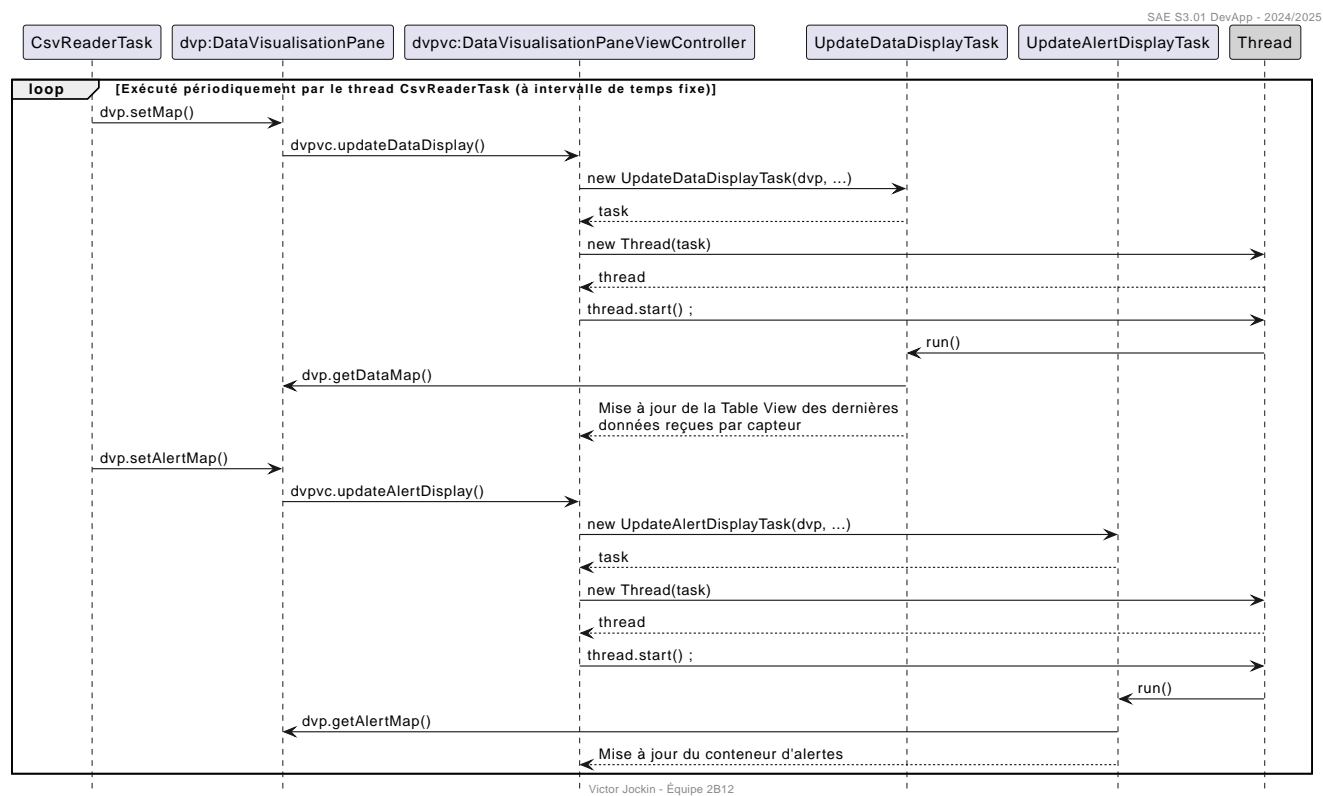 SAE S3.01 DevApp - 2024/2025
CsvReaderTask
dvp:DataVisualisationPane
dvpvc:DataVisualisationPaneViewController
UpdateDataDisplayTask
UpdateAlertDisplayTask
Thread
loop
[Exécuté périodiquement par le thread CsvReaderTask (à intervalle de temps fixe)]
dvp.setMap()
dvpvc.updateDataDisplay()
new UpdateDataDisplayTask(dvp, ...)
task
new Thread(task)
thread
thread.start() ;
run()
dvp.getDataMap()
Mise à jour de la Table View des dernières
données reçues par capteur
dvp.setAlertMap()
dvpvc.updateAlertDisplay()
new UpdateAlertDisplayTask(dvp, ...)
task
new Thread(task)
thread
thread.start() ;
run()
dvp.getAlertMap()
Mise à jour du conteneur d'alertes
Victor Jockin - Équipe 2B12